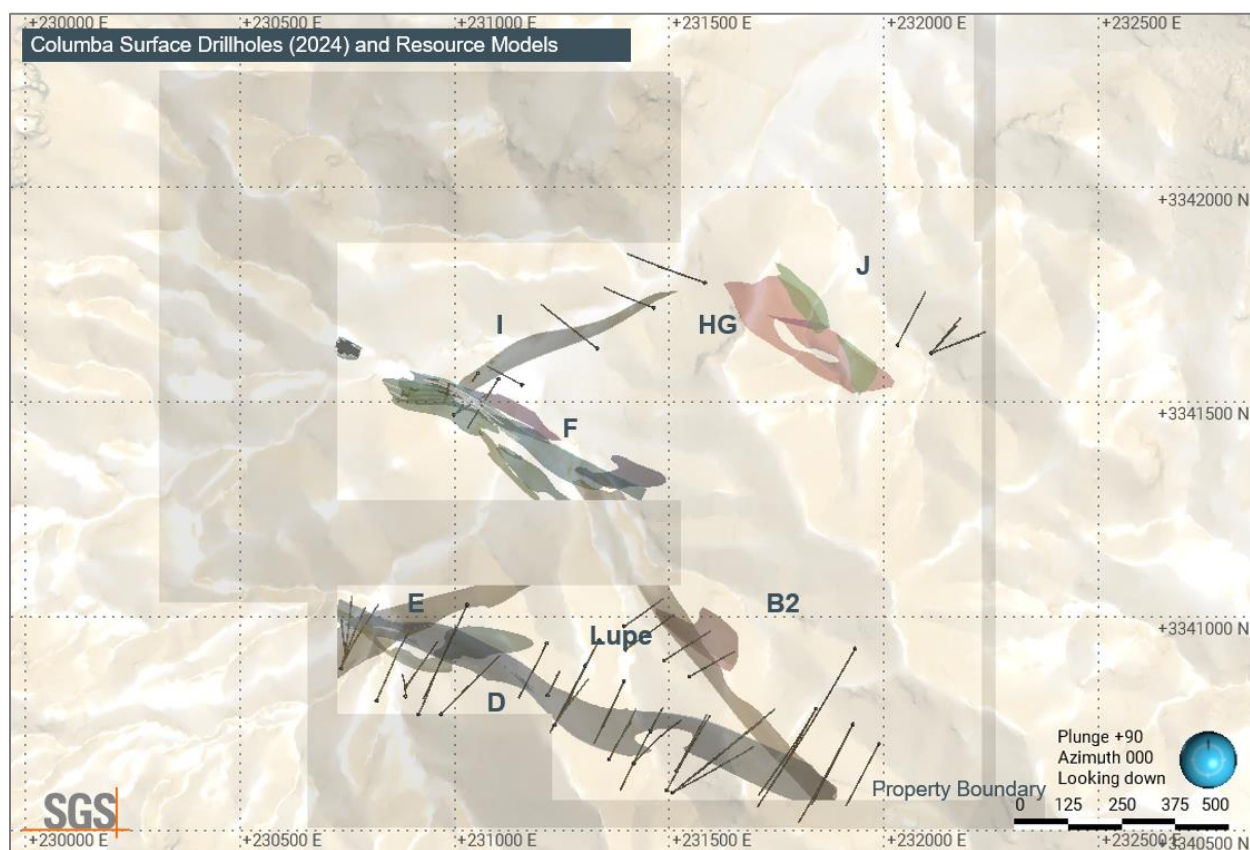 +230000 E
+230500 E
+231000 E
+231500 E
+232000 E
+232500 E
Columba Surface Drillholes (2024) and Resource Models
+3342000 N
J
I
HG
+3341500 N
F
E
B2
+3341000 N
Lupe
D
Plunge +90
Azimuth 000
Looking down
Property Boundary
0 125 250 375 500
SGS
+230000 E
+230500 E
+231000 E
+231500 E
+232000 E
+232500 E
+3340500 N